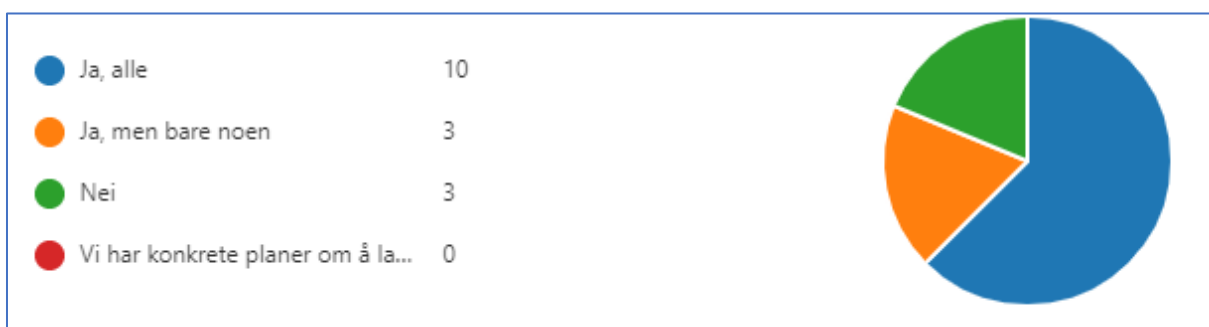 Ja, alle 10
Ja, men bare noen 3
Nei 3
Vi har konkrete planer om å la... 0